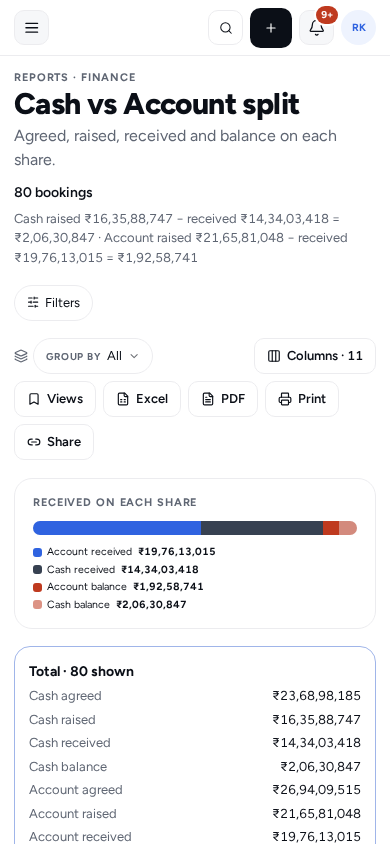 9+
RK
REPORTS · FINANCE
Cash vs Account split
Agreed, raised, received and balance on each
share.
80 bookings
Cash raised ₹16,35,88,747 − received ₹14,34,03,418 =
₹2,06,30,847 · Account raised ₹21,65,81,048 − received
₹19,76,13,015 = ₹1,92,58,741
Filters
GROUP BY All
Columns · 11
Views
Excel
PDF
Print
Share
RECEIVED ON EACH SHARE
Account received ₹19,76,13,015
Cash received ₹14,34,03,418
Account balance ₹1,92,58,741
Cash balance ₹2,06,30,847
Total · 80 shown
Cash agreed ₹23,68,98,185
Cash raised ₹16,35,88,747
Cash received ₹14,34,03,418
Cash balance ₹2,06,30,847
Account agreed ₹26,94,09,515
Account raised ₹21,65,81,048
Account received ₹19,76,13,015